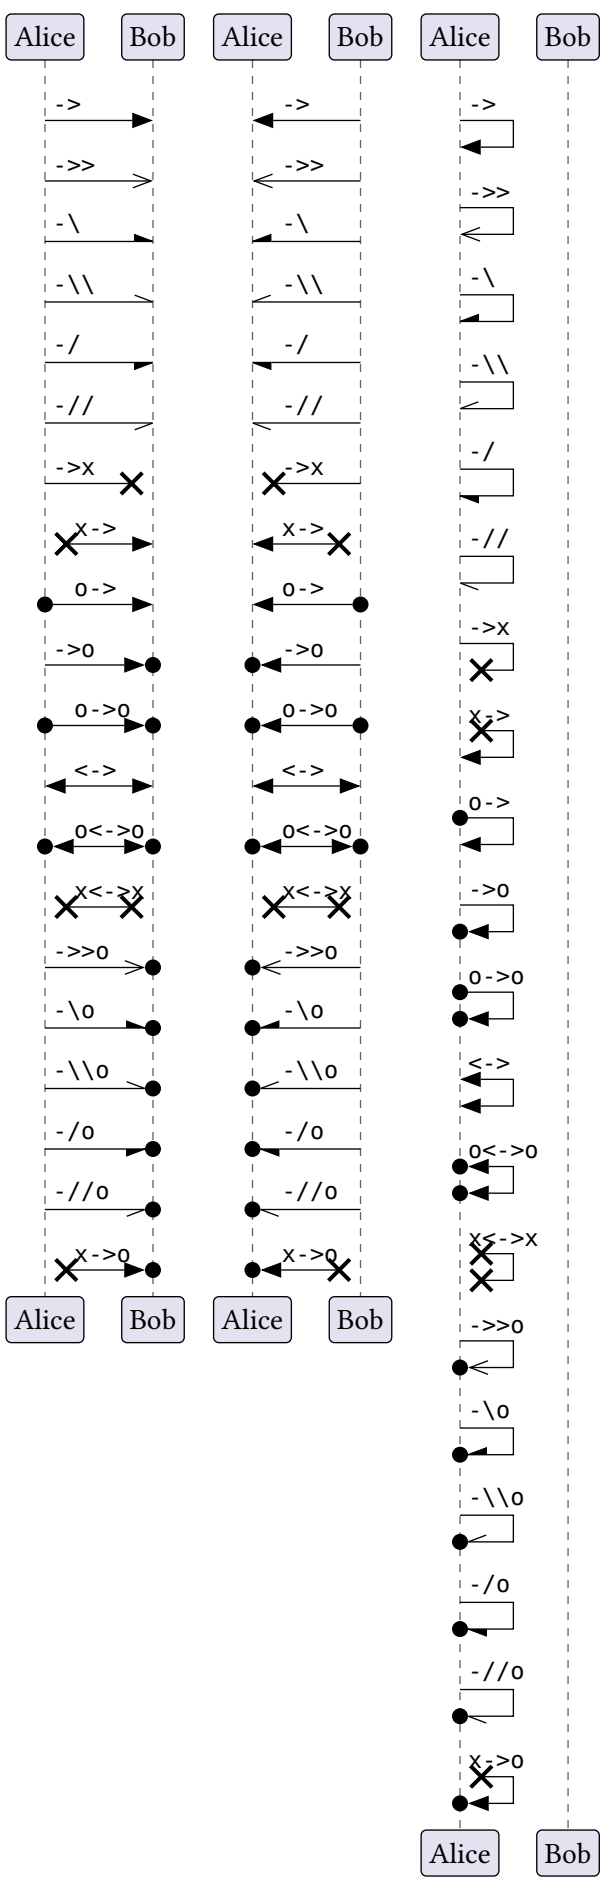 Alice Bob
->
->>
-\
-\\
-/
-//
->x
x->
o->
->o
o->o
<->
o<->o
x<->x
->>o
-\o
-\\o
-/o
-//o
x->o
Alice Bob
Alice Bob
->
->>
-\
-\\
-/
-//
->x
x->
o->
->o
o->o
<->
o<->o
x<->x
->>o
-\o
-\\o
-/o
-//o
x->o
Alice Bob
Alice Bob
->
->>
-\
-\\
-/
-//
->x
x->
o->
->o
o->o
<->
o<->o
x<->x
->>o
-\o
-\\o
-/o
-//o
x->o
Alice Bob